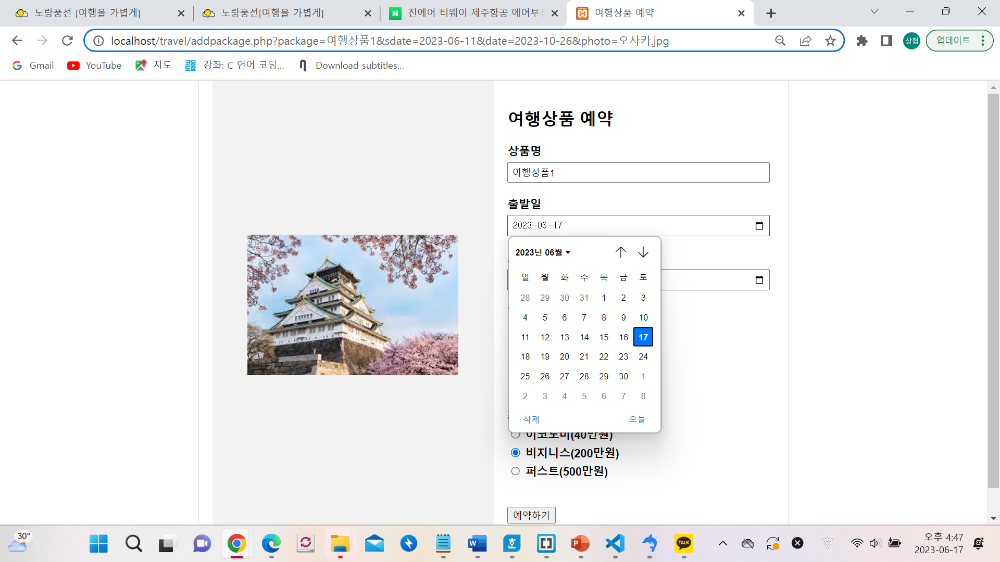 노랑풍선 [여행을 가볍게]
노랑풍선[여행을 가볍게]
진에어 티웨이 제주항공 에어부산
여행상품 예약
localhost/travel/addpackage.php?package=여행상품1&sdate=2023-06-11&date=2023-10-26&photo=오사카.jpg
상협
업데이트
Gmail
YouTube
지도
강좌: C 언어 코딩...
Download subtitles...
여행상품 예약
상품명
여행상품1
출발일
2023-06-17
2023년 06월
일 월 화 수 목 금 토
28 29 30 31 1 2 3
4 5 6 7 8 9 10
11 12 13 14 15 16 17
18 19 20 21 22 23 24
25 26 27 28 29 30 1
2 3 4 5 6 7 8
삭제 오늘
이코노미(40만원)
비지니스(200만원)
퍼스트(500만원)
예약하기
30°
TALK
오후 4:47
2023-06-17